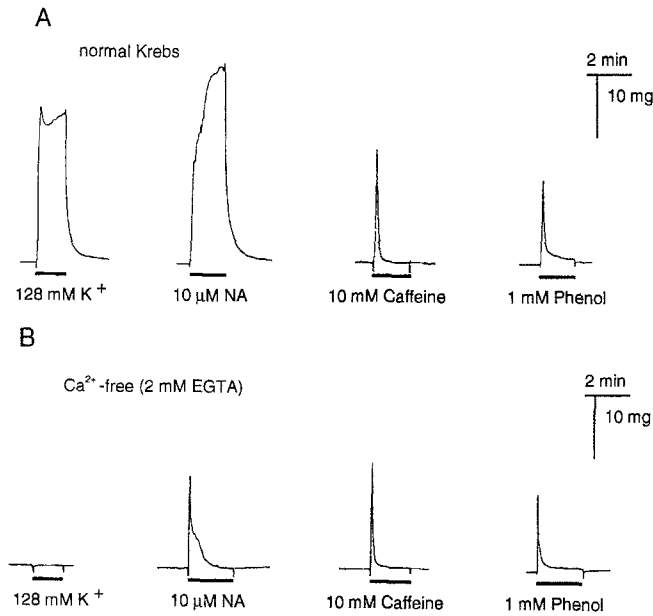 A
normal Krebs
2 min
10 mg
128 mM K⁺
10 μM NA
10 mM Caffeine
1 mM Phenol
B
Ca²⁺-free (2 mM EGTA)
2 min
10 mg
128 mM K⁺
10 μM NA
10 mM Caffeine
1 mM Phenol